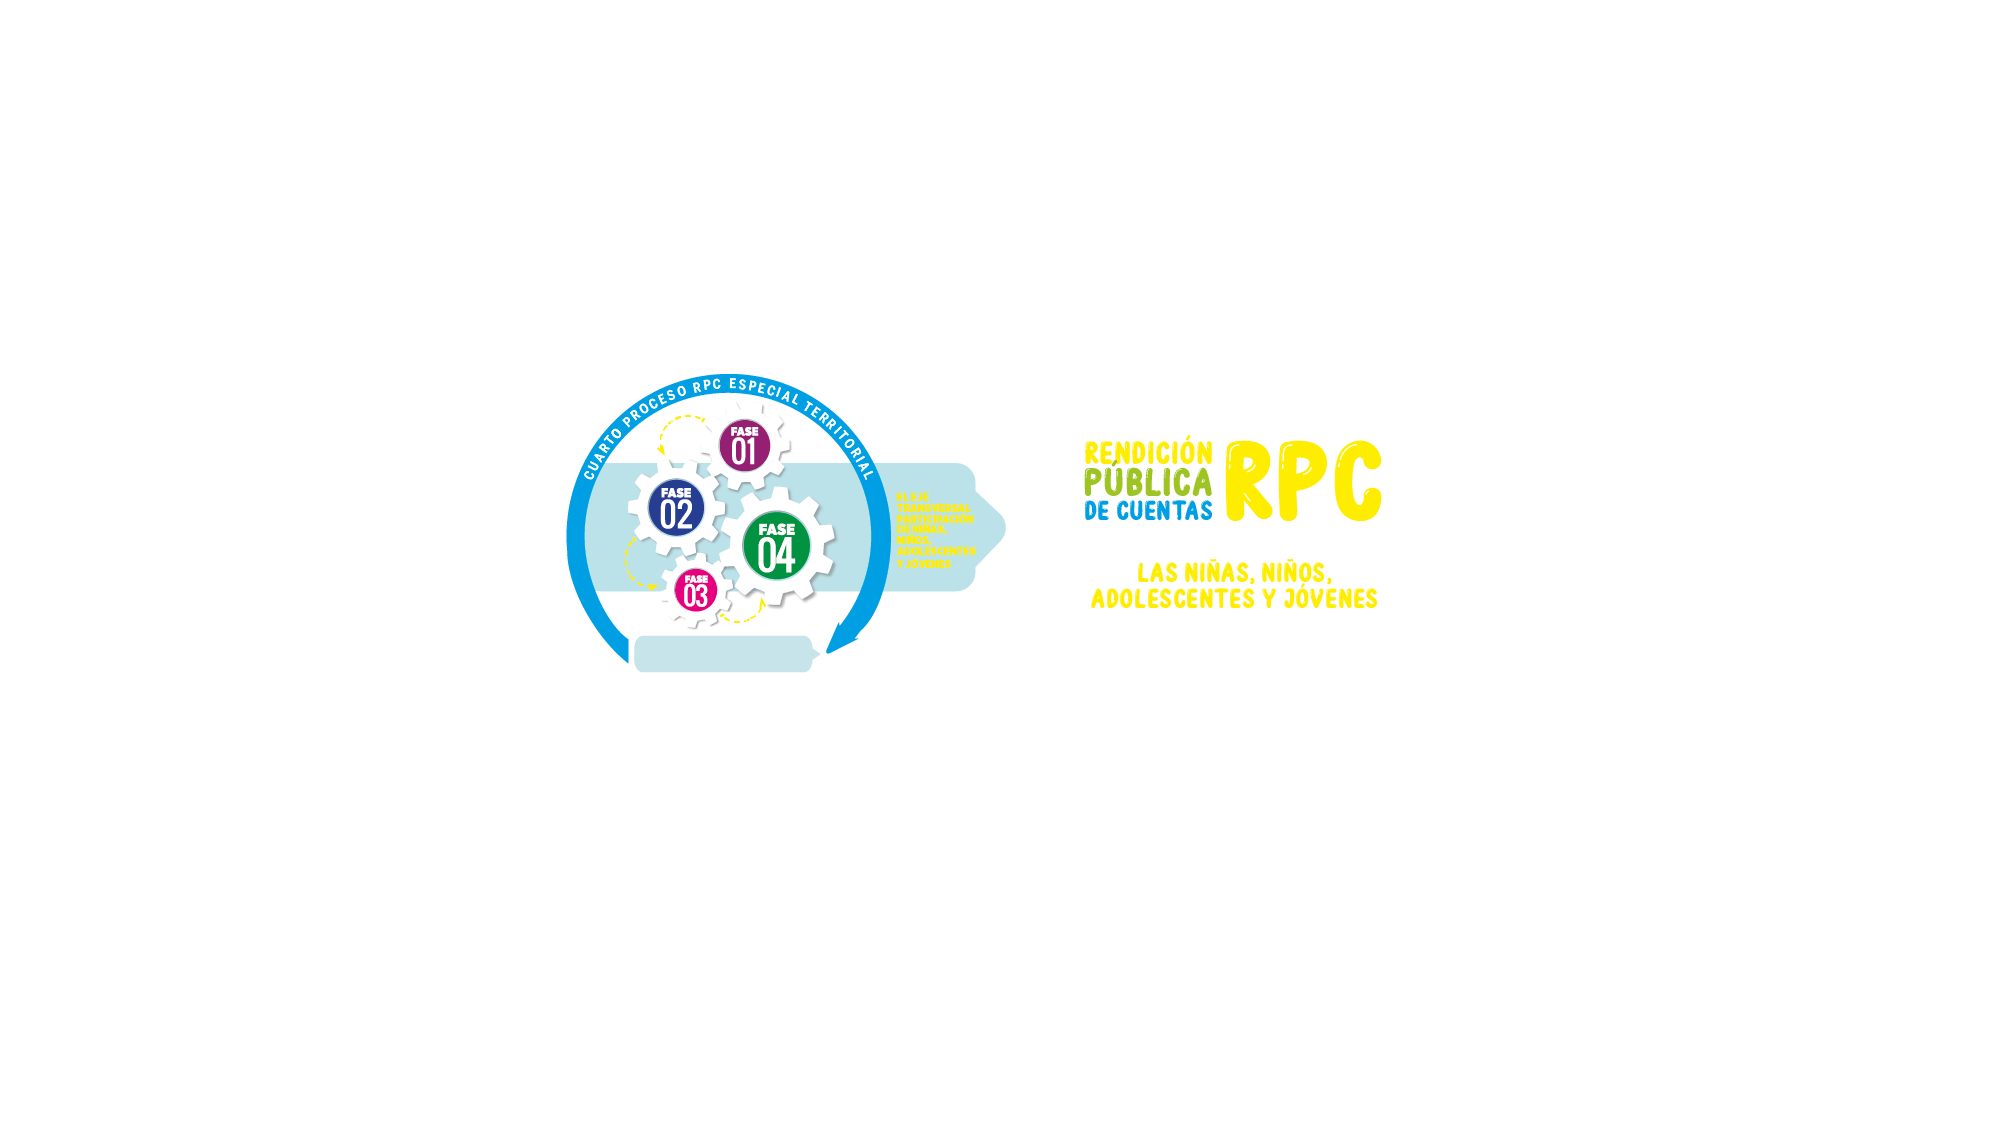 CUARTO PROCESO RPC ESPECIAL TERRITORIAL
FASE
01
FASE
02
FASE
04
FASE
03
EL EJE
TRANSVERSAL
PARTICIPACIÓN
DE NIÑAS,
NIÑOS,
ADOLESCENTES
Y JÓVENES.
RENDICIÓN
PÚBLICA
DE CUENTAS
RPC
LAS NIÑAS, NIÑOS,
ADOLESCENTES Y JÓVENES